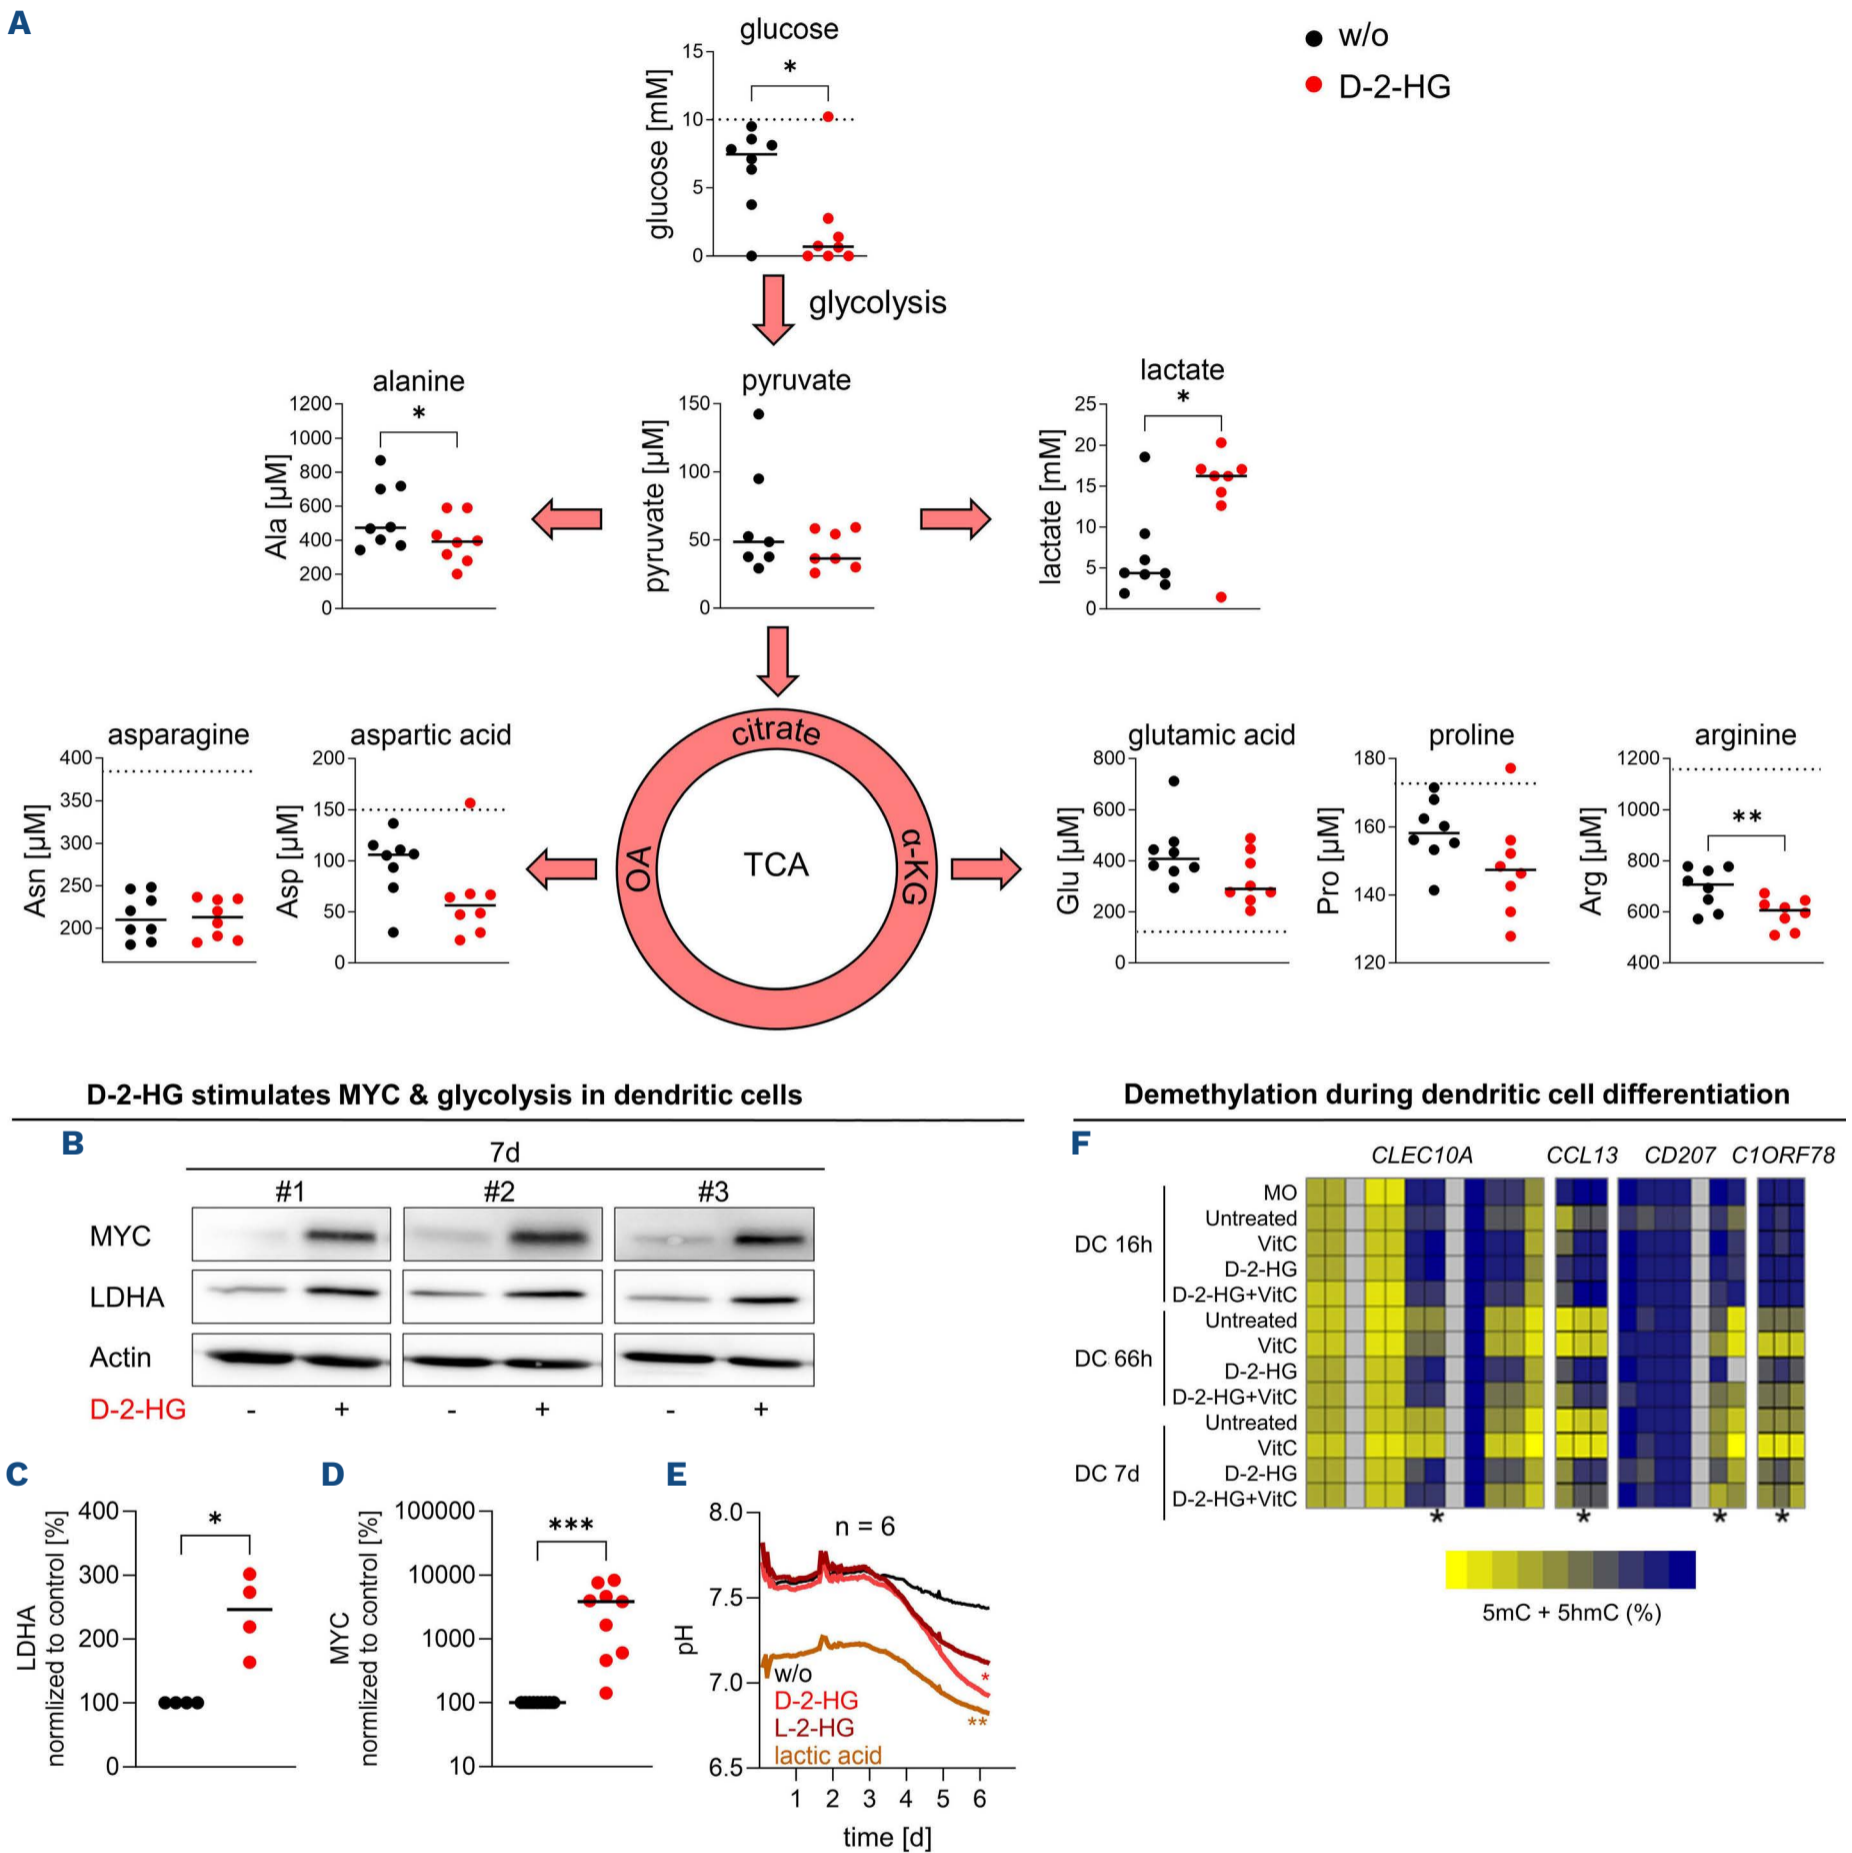 A
w/o
D-2-HG
glucose
*
glucose [mM]
15
10
5
0
glycolysis
alanine
*
Ala [µM]
1200
1000
800
600
400
200
0
pyruvate
pyruvate [µM]
150
100
50
0
lactate
*
lactate [mM]
25
20
15
10
5
0
asparagine
Asn [µM]
400
350
300
250
200
aspartic acid
Asp [µM]
200
150
100
50
0
citrate
OA
TCA
α-KG
glutamic acid
Glu [µM]
800
600
400
200
0
proline
Pro [µM]
180
160
140
120
arginine
**
Arg [µM]
1200
1000
800
600
400
D-2-HG stimulates MYC & glycolysis in dendritic cells
B
7d
#1 #2 #3
MYC
LDHA
Actin
D-2-HG - + - + - +
C
LDHA
normlized to control [%]
400
300
200
100
0
*
D
MYC
normlized to control [%]
100000
10000
1000
100
10
***
E
n = 6
pH
8.0
7.5
7.0
6.5
w/o
D-2-HG
L-2-HG
lactic acid
*
**
1 2 3 4 5 6
time [d]
Demethylation during dendritic cell differentiation
F
CLEC10A CCL13 CD207 C1ORF78
MO
DC 16h
Untreated
VitC
D-2-HG
D-2-HG+VitC
DC 66h
Untreated
VitC
D-2-HG
D-2-HG+VitC
DC 7d
Untreated
VitC
D-2-HG
D-2-HG+VitC
* * * *
5mC + 5hmC (%)